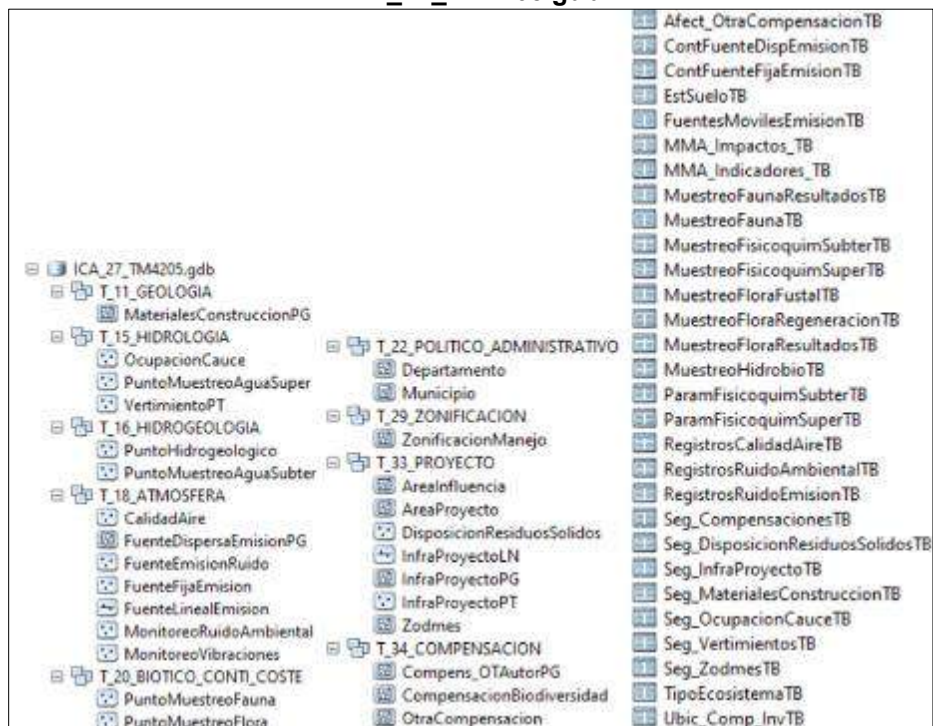 ICA_27_TM4205.gdb
T_11_GEOLOGIA
MaterialesConstruccionPG
T_15_HIDROLOGIA
OcupacionCauce
PuntoMuestreoAguaSuper
VertimientoPT
T_16_HIDROGEOLOGIA
PuntoHidrogeologico
PuntoMuestreoAguaSubter
T_18_ATMOSFERA
CalidadAire
FuenteDispersaEmisionPG
FuenteEmisionRuido
FuenteFijaEmision
FuenteLinealEmision
MonitoreoRuidoAmbiental
MonitoreoVibraciones
T_20_BIOTICO_CONTI_COSTE
PuntoMuestreoFauna
PuntoMuestreoFlora
T_22_POLITICO_ADMINISTRATIVO
Departamento
Municipio
T_29_ZONIFICACION
ZonificacionManejo
T_33_PROYECTO
AreaInfluencia
AreaProyecto
DisposicionResiduosSolidos
InfraProyectoLN
InfraProyectoPG
InfraProyectoPT
Zodmes
T_34_COMPENSACION
Compens_OTAutorPG
CompensacionBiodiversidad
OtraCompensacion
Afect_OtraCompensacionTB
ContFuenteDispEmisionTB
ContFuenteFijaEmisionTB
EstSueloTB
FuentesMovilesEmisionTB
MMA_Impactos_TB
MMA_Indicadores_TB
MuestreoFaunaResultadosTB
MuestreoFaunaTB
MuestreoFisicoquimSubterTB
MuestreoFisicoquimSuperTB
MuestreoFloraFustalTB
MuestreoFloraRegeneracionTB
MuestreoFloraResultadosTB
MuestreoHidrobioTB
ParamFisicoquimSubterTB
ParamFisicoquimSuperTB
RegistrosCalidadAireTB
RegistrosRuidoAmbientalTB
RegistrosRuidoEmisionTB
Seg_CompensacionesTB
Seg_DisposicionResiduosSolidosTB
Seg_InfraProyectoTB
Seg_MaterialesConstruccionTB
Seg_OcupacionCauceTB
Seg_VertimientosTB
Seg_ZodmesTB
TipoEcosistemaTB
Ubic_Comp_InvTB